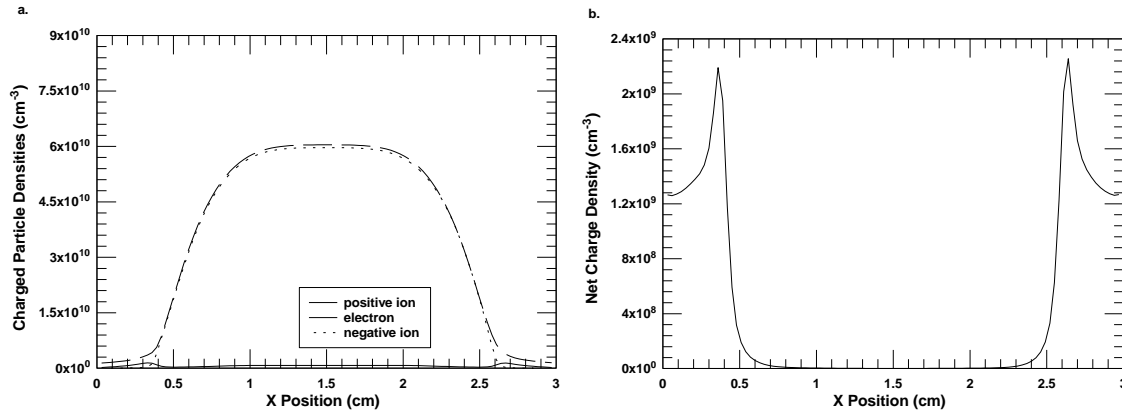 a.
Charged Particle Densities (cm⁻³)
9x10¹⁰
7.5x10¹⁰
6x10¹⁰
4.5x10¹⁰
3x10¹⁰
1.5x10¹⁰
0x10⁰
positive ion
electron
negative ion
0 0.5 1 1.5 2 2.5 3
X Position (cm)
b.
Net Charge Density (cm⁻³)
2.4x10⁹
2x10⁹
1.6x10⁹
1.2x10⁹
8x10⁸
4x10⁸
0x10⁰
0 0.5 1 1.5 2 2.5 3
X Position (cm)